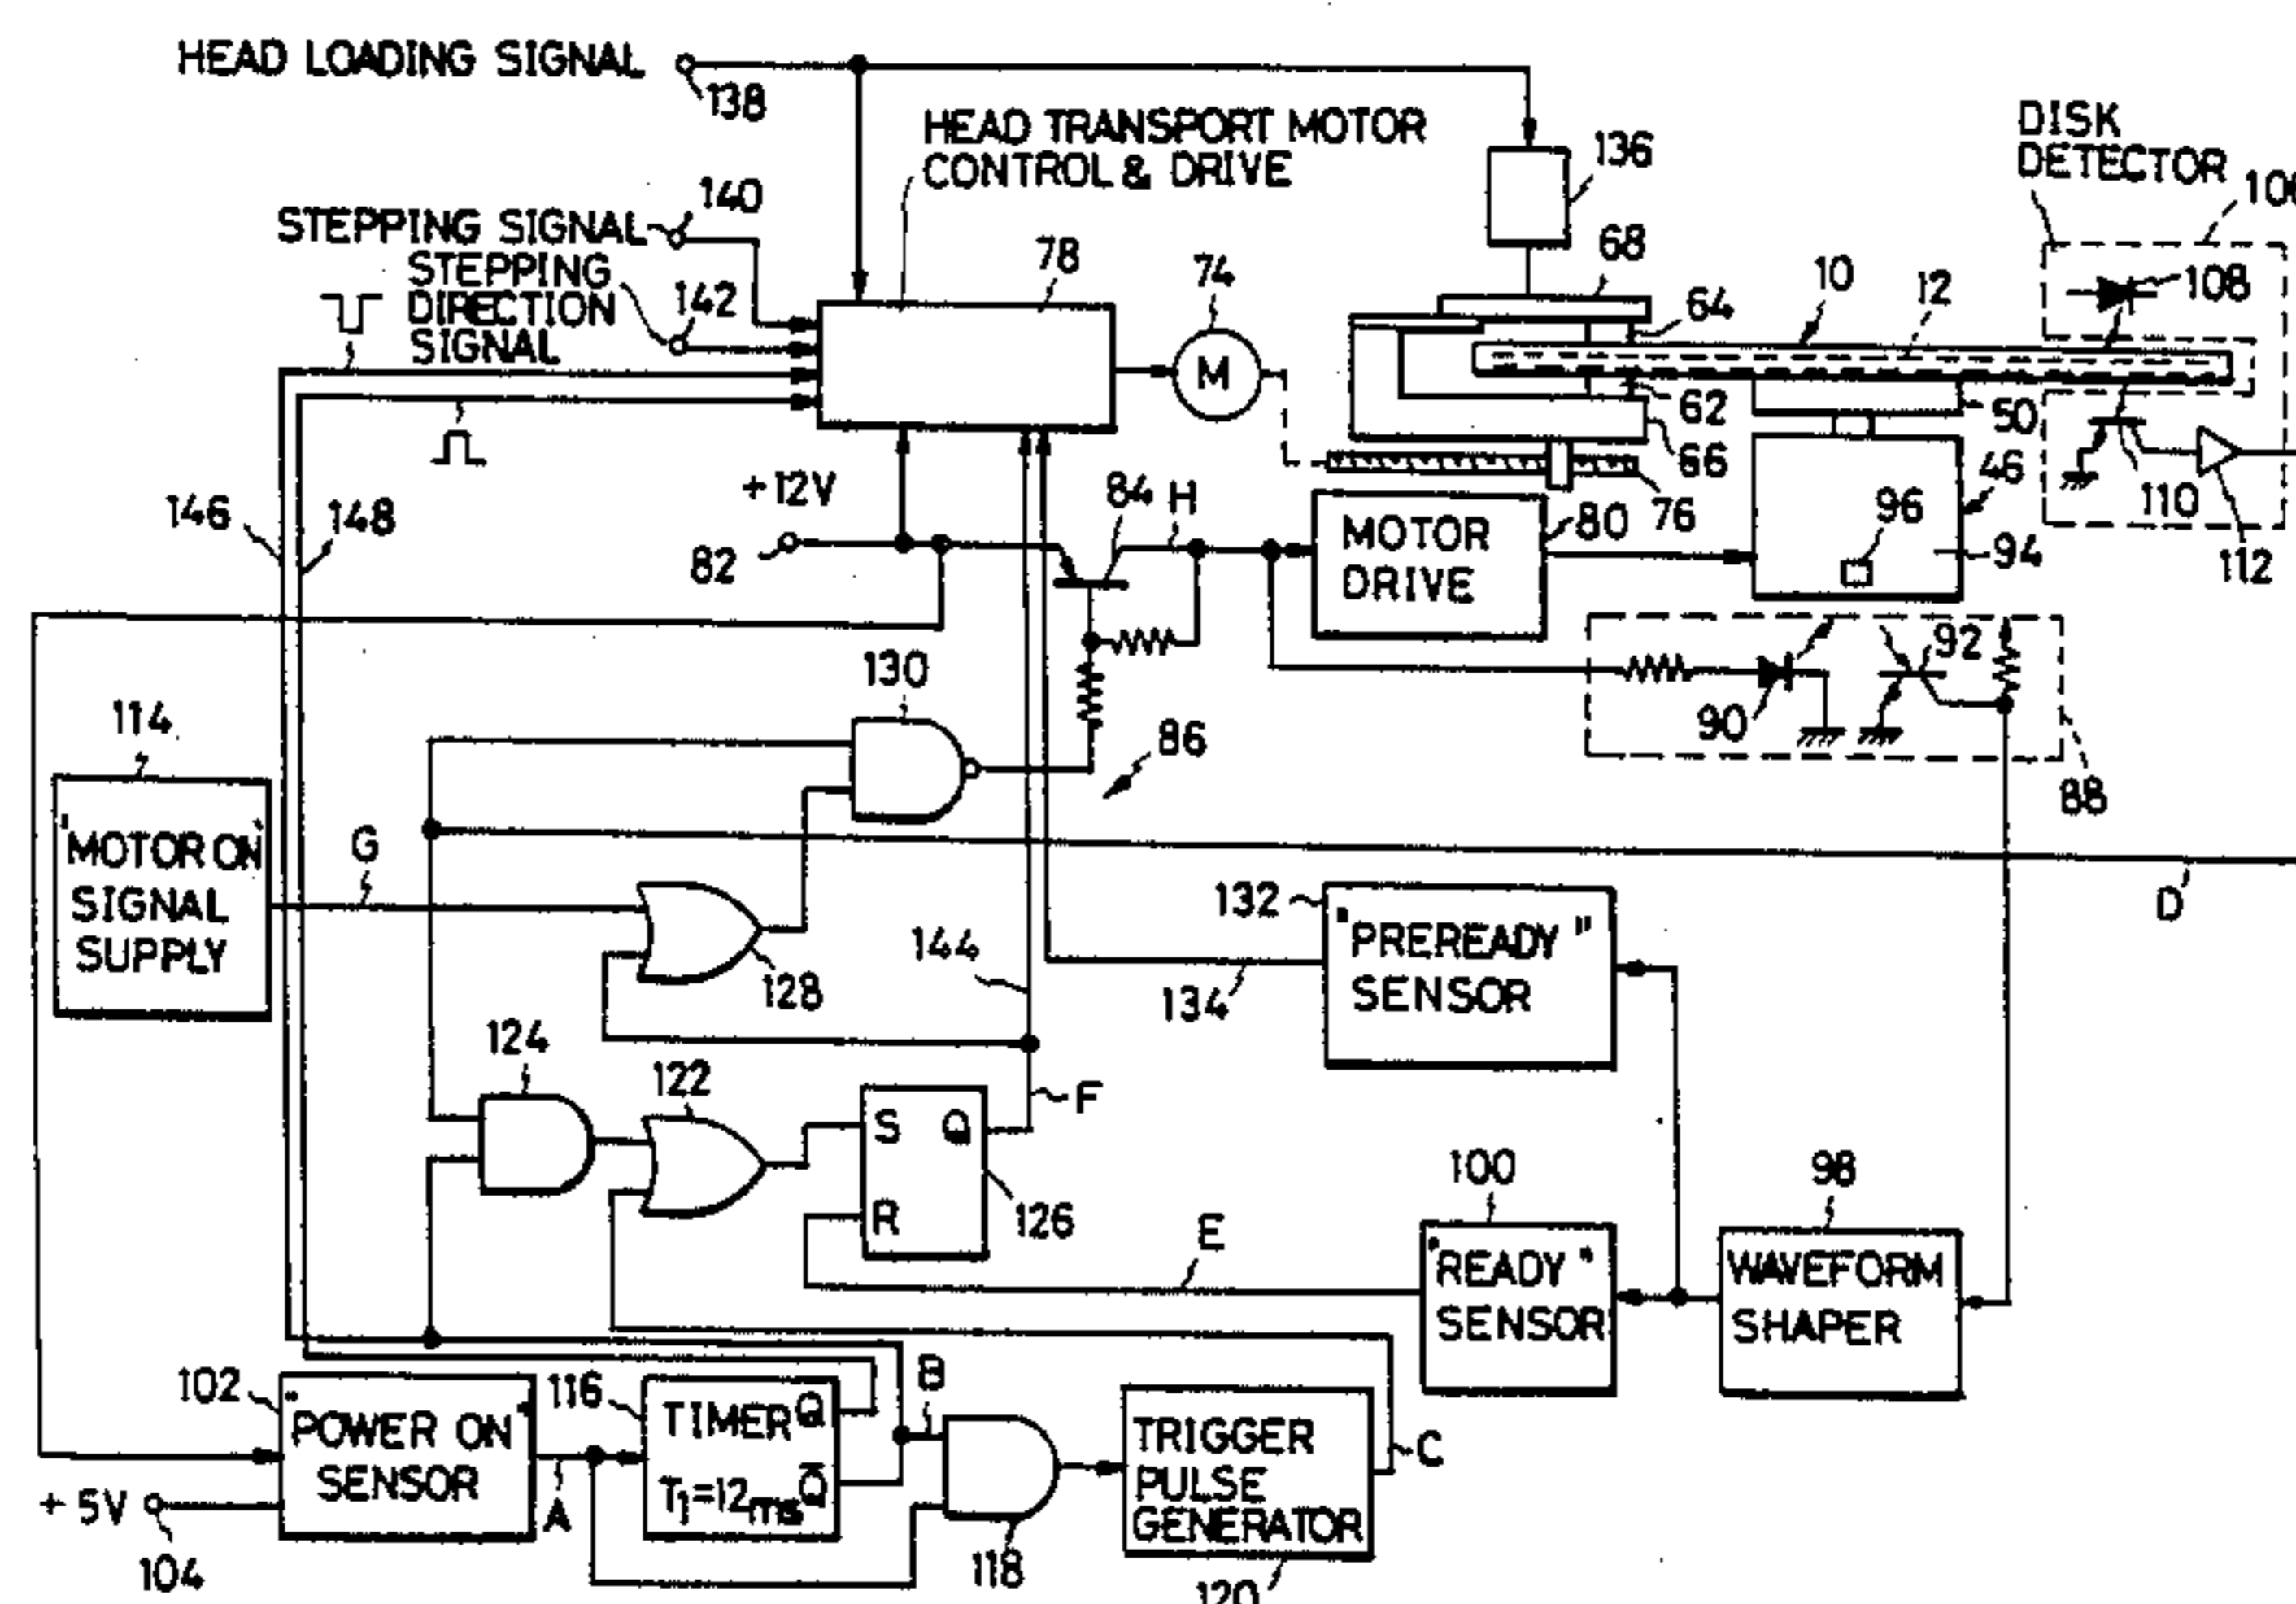 HEAD LOADING SIGNAL
138
HEAD TRANSPORT MOTOR
CONTROL & DRIVE
136
DISK
DETECTOR
140
STEPPING SIGNAL
STEPPING
DIRECTION
SIGNAL
142
78
74
M
68
64
10
12
108
62
50
66
76
46
110
112
146
148
+12V
82
84
H
MOTOR
DRIVE
80
96
94
130
86
90
92
88
114
"MOTOR ON"
SIGNAL
SUPPLY
G
128
144
132
"PREREADY"
SENSOR
134
D
124
122
F
S
Q
R
126
E
100
"READY"
SENSOR
98
WAVEFORM
SHAPER
102
"POWER ON"
SENSOR
A
116
TIMER Q
T1=12ms Q̄
B
118
TRIGGER
PULSE
GENERATOR
C
120
+5V
104